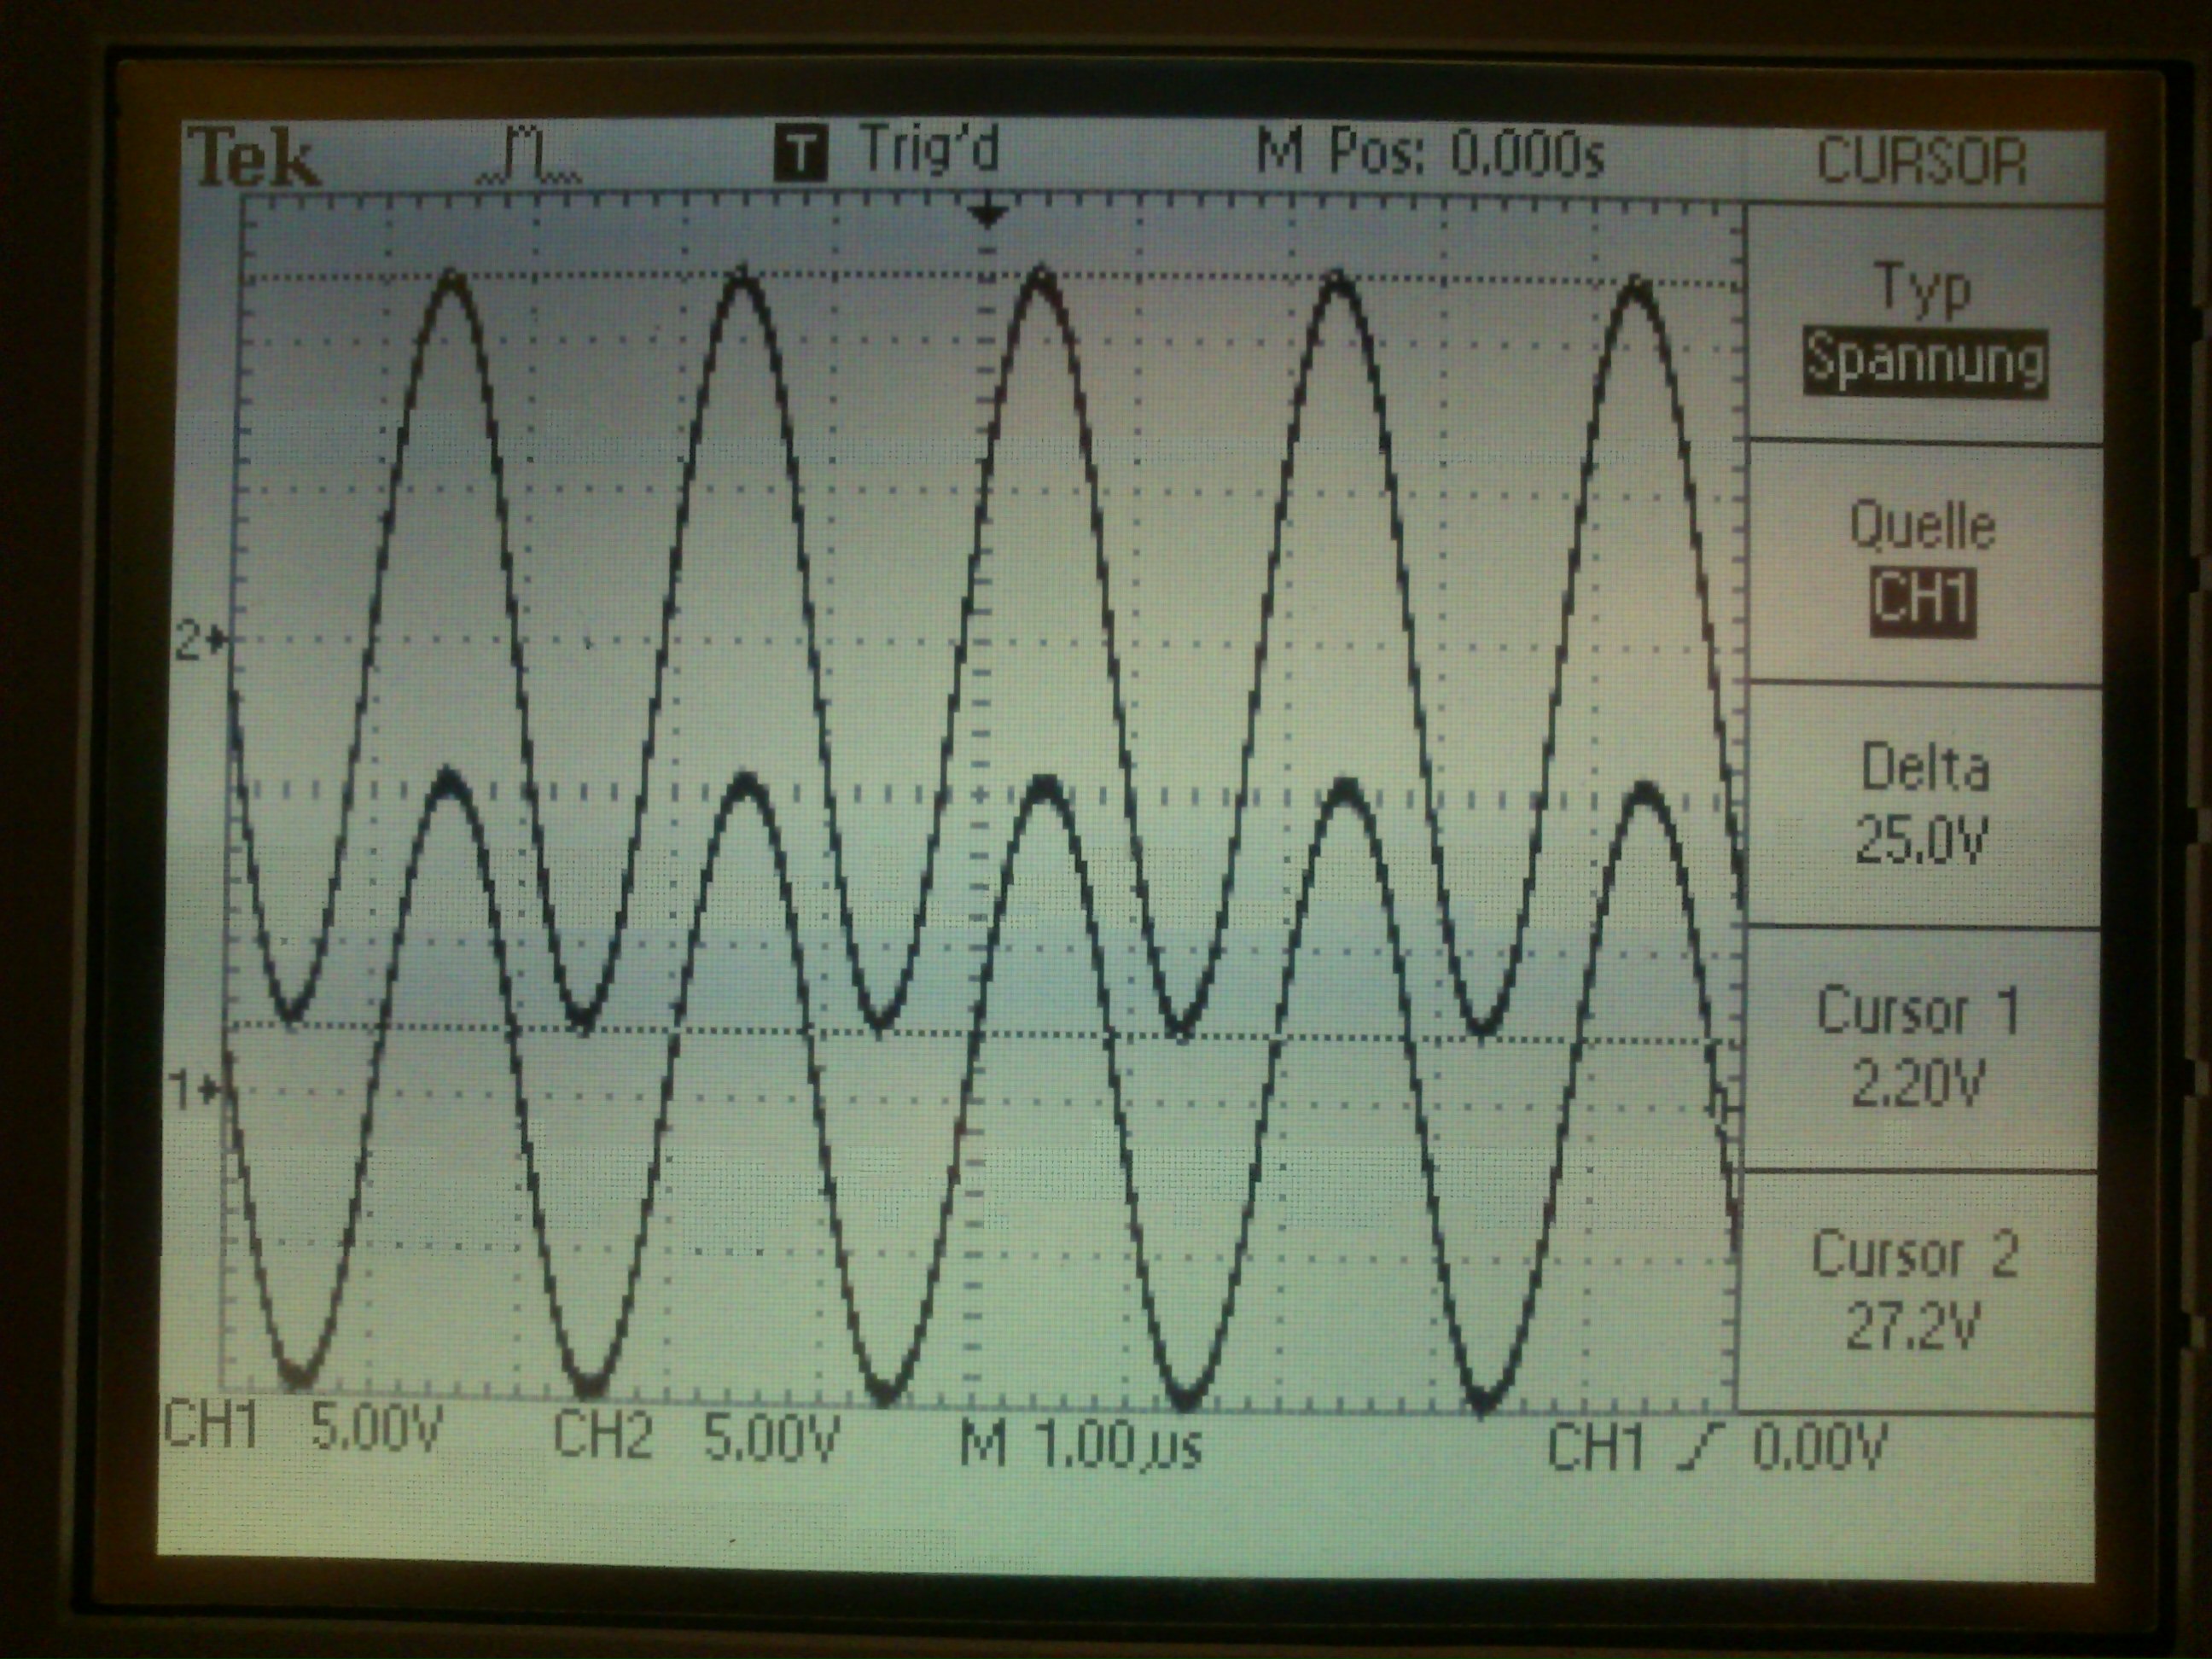 Tek T Trig'd M Pos: 0.000s CURSOR
Typ
Spannung
Quelle
CH1
2
Delta
25.0V
Cursor 1
2.20V
1
Cursor 2
27.2V
CH1 5.00V CH2 5.00V M 1.00µs CH1 0.00V